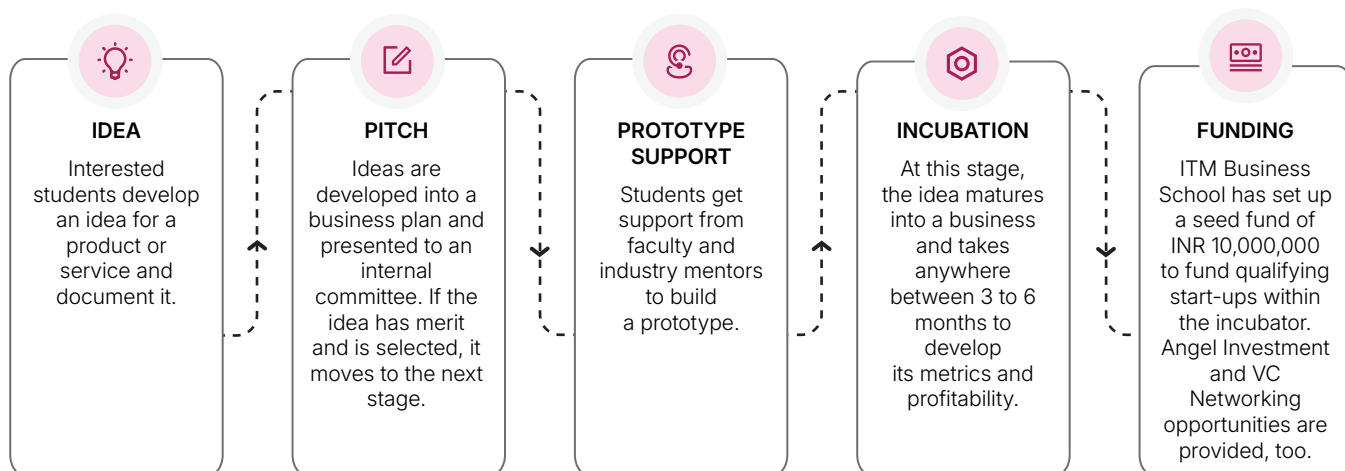 IDEA
Interested
students develop
an idea for a
product or
service and
document it.
PITCH
Ideas are
developed into a
business plan and
presented to an
internal
committee. If the
idea has merit
and is selected, it
moves to the next
stage.
PROTOTYPE
SUPPORT
Students get
support from
faculty and
industry mentors
to build
a prototype.
INCUBATION
At this stage,
the idea matures
into a business
and takes
anywhere
between 3 to 6
months to
develop
its metrics and
profitability.
FUNDING
ITM Business
School has set up
a seed fund of
INR 10,000,000
to fund qualifying
start-ups within
the incubator.
Angel Investment
and VC
Networking
opportunities are
provided, too.